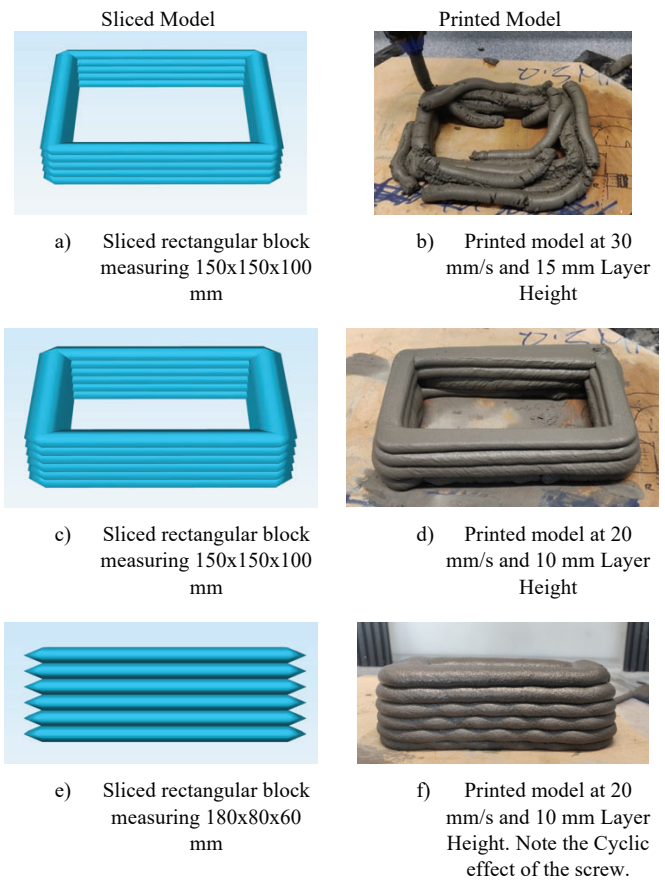 Sliced Model
Printed Model
a) Sliced rectangular block
measuring 150x150x100
mm
b) Printed model at 30
mm/s and 15 mm Layer
Height
c) Sliced rectangular block
measuring 150x150x100
mm
d) Printed model at 20
mm/s and 10 mm Layer
Height
e) Sliced rectangular block
measuring 180x80x60
mm
f) Printed model at 20
mm/s and 10 mm Layer
Height. Note the Cyclic
effect of the screw.